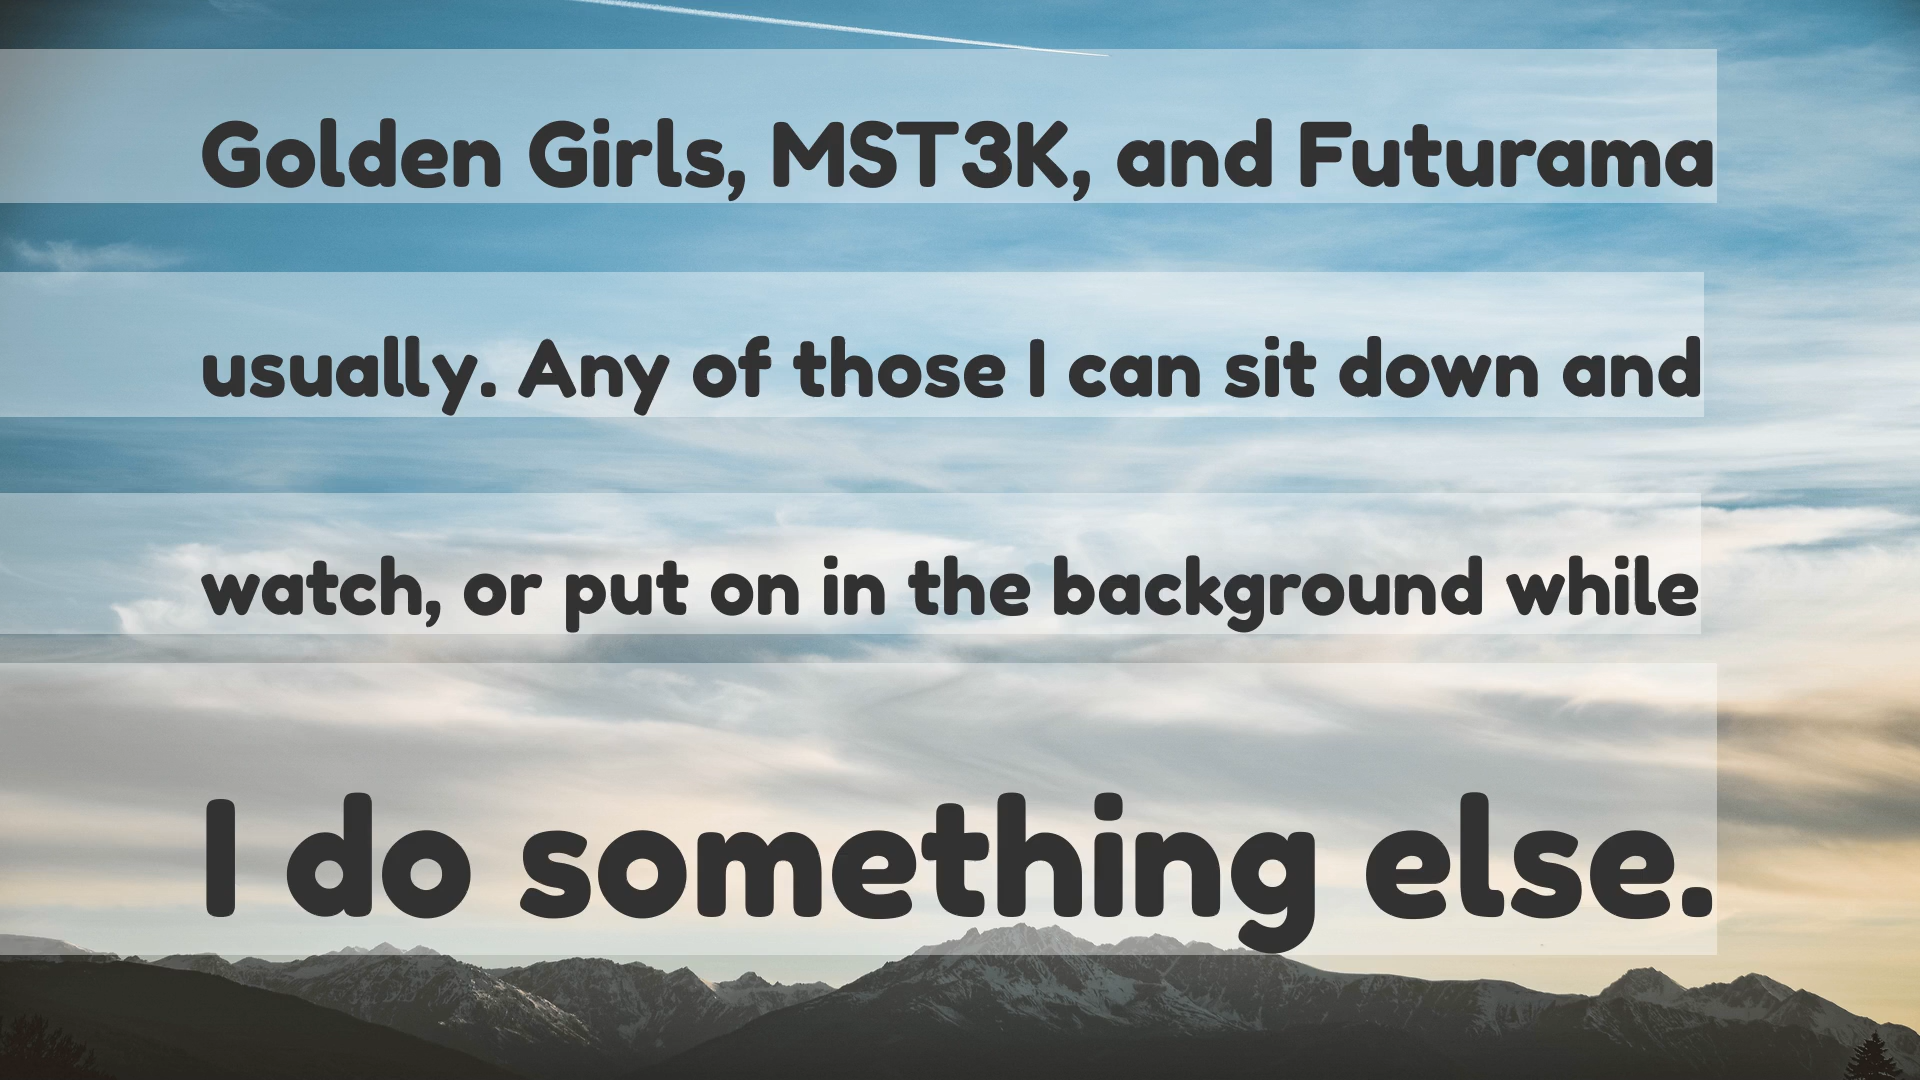 Golden Girls, MST3K, and Futurama
usually. Any of those I can sit down and
watch, or put on in the background while
I do something else.